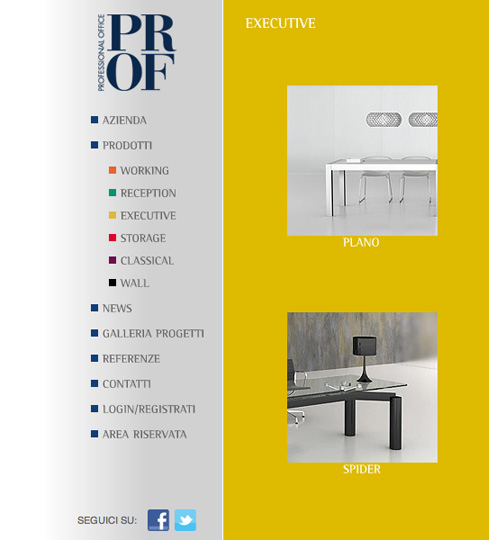 PROFESSIONAL OFFICE
PR
OF
AZIENDA
PRODOTTI
WORKING
RECEPTION
EXECUTIVE
STORAGE
CLASSICAL
WALL
NEWS
GALLERIA PROGETTI
REFERENZE
CONTATTI
LOGIN/REGISTRATI
AREA RISERVATA
SEGUICI SU:
EXECUTIVE
PLANO
SPIDER